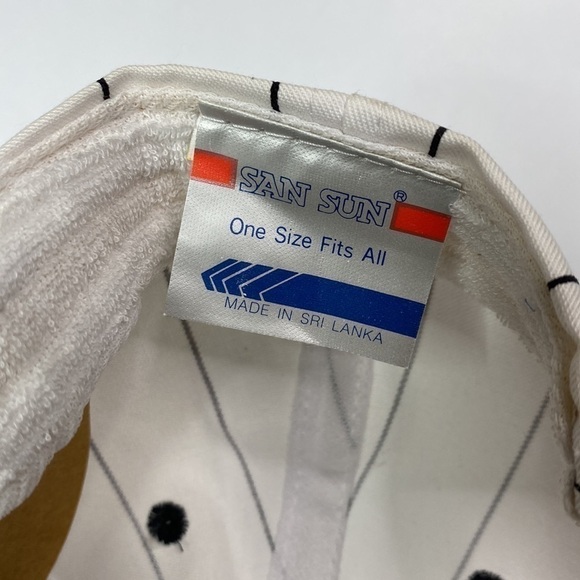 SAN SUN®
One Size Fits All
MADE IN SRI LANKA